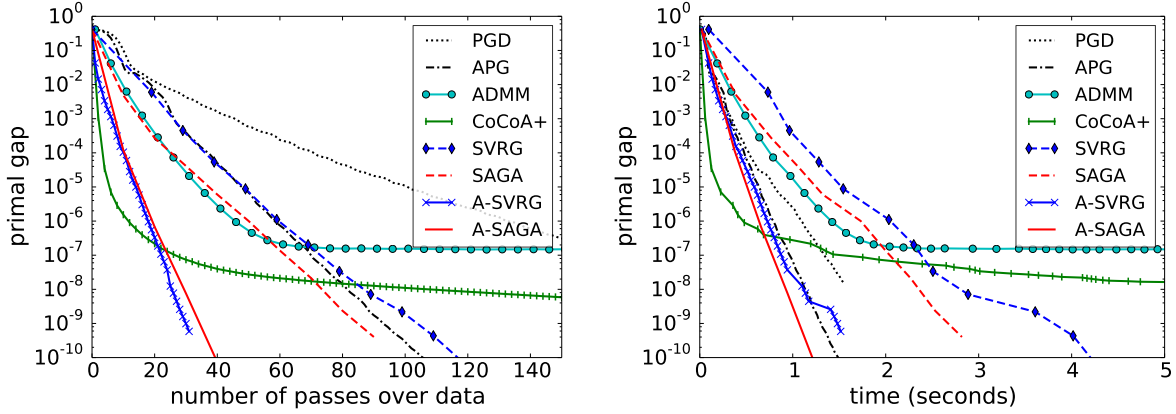 10^0
10^-1
10^-2
10^-3
10^-4
10^-5
10^-6
10^-7
10^-8
10^-9
10^-10
primal gap
0 20 40 60 80 100 120 140
number of passes over data
PGD
APG
ADMM
CoCoA+
SVRG
SAGA
A-SVRG
A-SAGA
10^0
10^-1
10^-2
10^-3
10^-4
10^-5
10^-6
10^-7
10^-8
10^-9
10^-10
primal gap
0 1 2 3 4 5
time (seconds)
PGD
APG
ADMM
CoCoA+
SVRG
SAGA
A-SVRG
A-SAGA